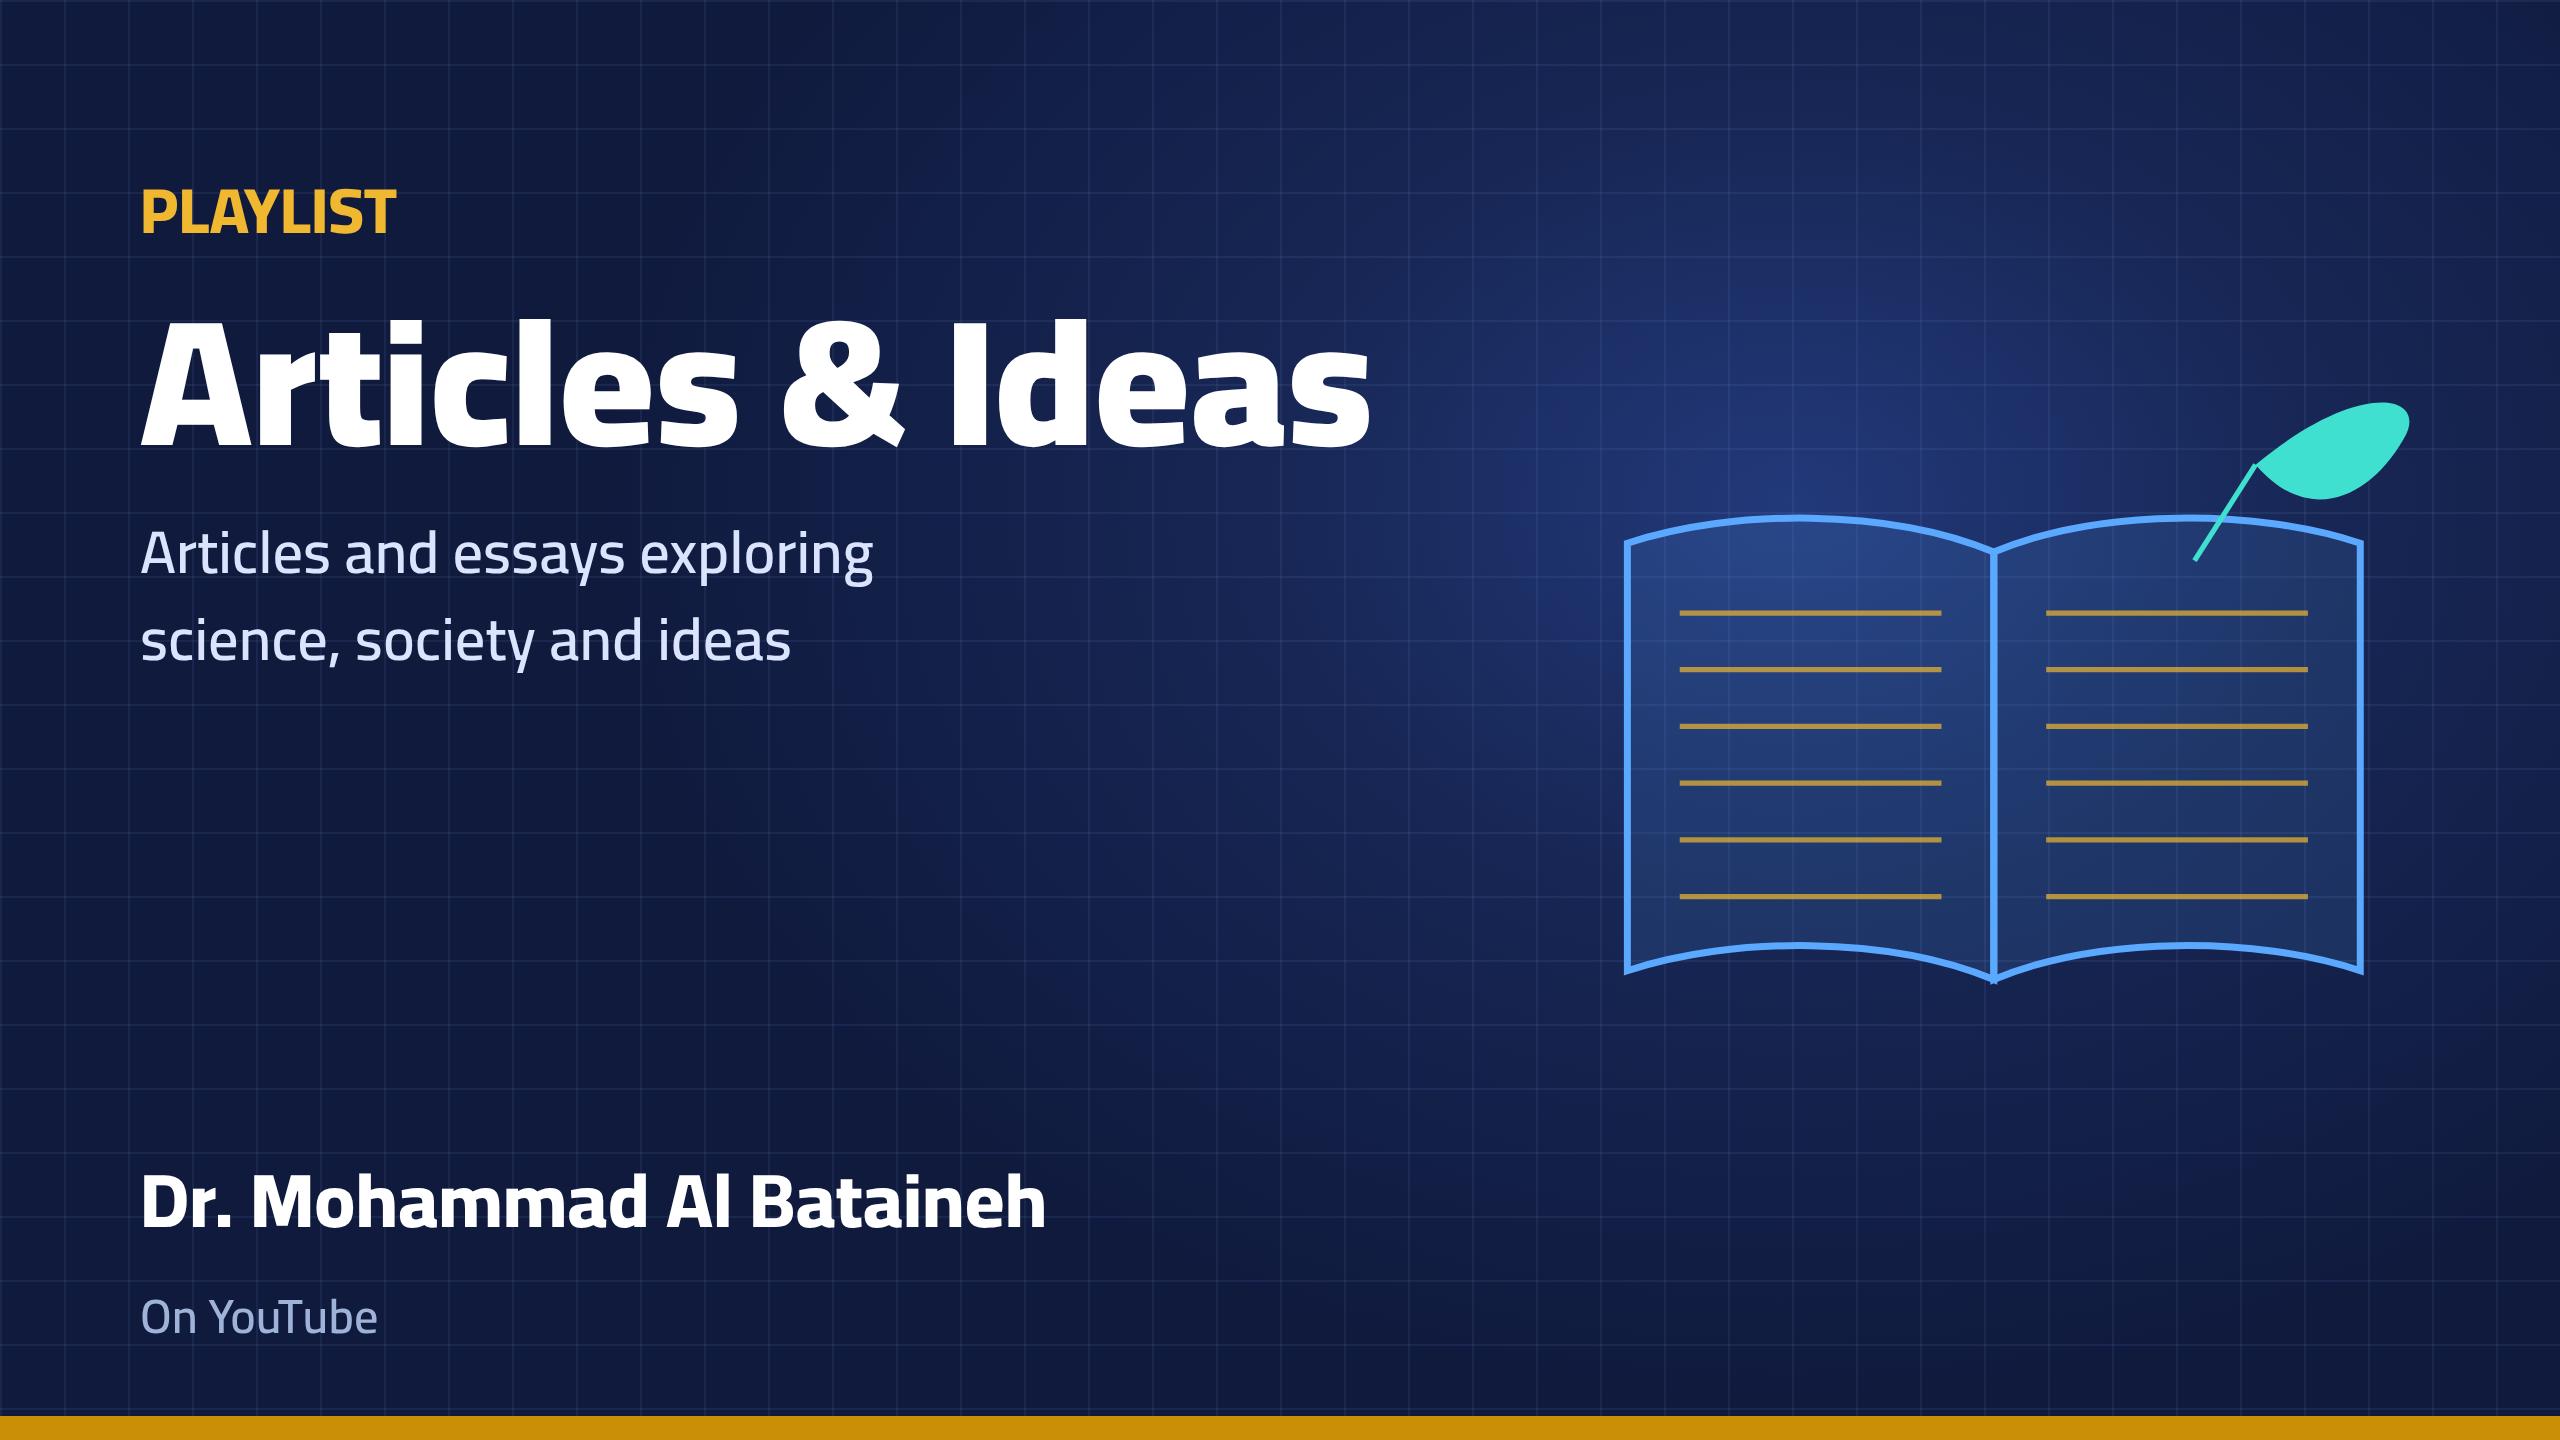 PLAYLIST
Articles & Ideas
Articles and essays exploring
science, society and ideas
Dr. Mohammad Al Bataineh
On YouTube